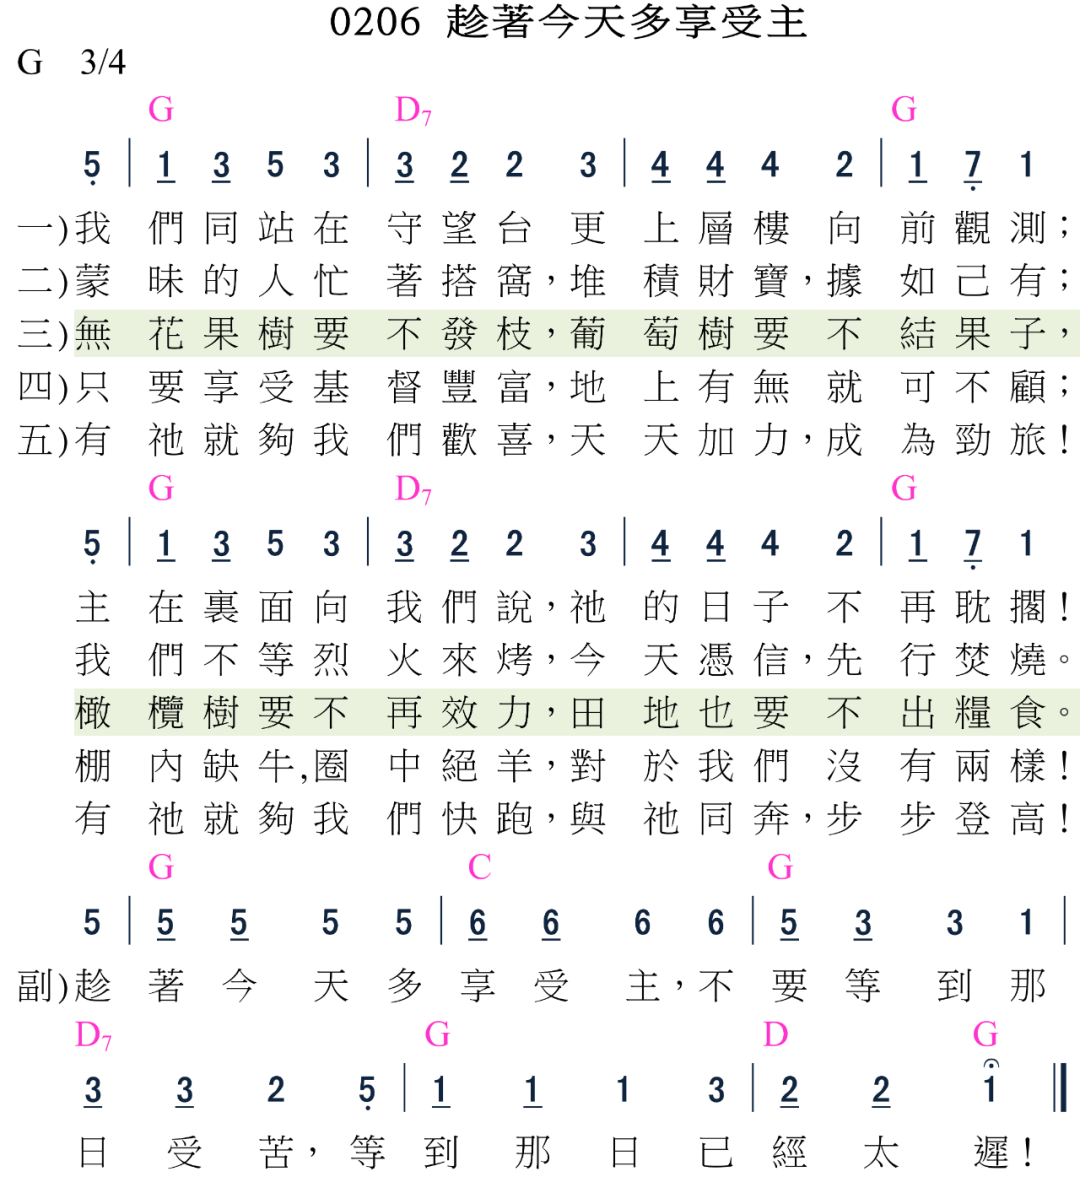 0206 趁著今天多享受主
G 3/4
G D7 G
5̣ | 1 3 5 3 | 3 2 2 3 | 4 4 4 2 | 1 7̣ 1
一)我們同站在守望台更上層樓向前觀測；
二)蒙昧的人忙著搭窩，堆積財寶，據如己有；
三)無花果樹要不發枝，葡萄樹要不結果子，
四)只要享受基督豐富，地上有無就可不顧；
五)有祂就夠我們歡喜，天天加力，成為勁旅！
G D7 G
5̣ | 1 3 5 3 | 3 2 2 3 | 4 4 4 2 | 1 7̣ 1
主在裏面向我們說，祂的日子不再耽擱！
我們不等烈火來烤，今天憑信，先行焚燒。
橄欖樹要不再效力，田地也要不出糧食。
棚內缺牛,圈中絕羊，對於我們沒有兩樣！
有祂就夠我們快跑，與祂同奔，步步登高！
G C G
5 | 5 5 5 5 | 6 6 6 6 | 5 3 3 1 |
副)趁著今天多享受主，不要等到那
D7 G D G
3 3 2 5̣ | 1 1 1 3 | 2 2 1 ‖
日受苦，等到那日已經太遲！